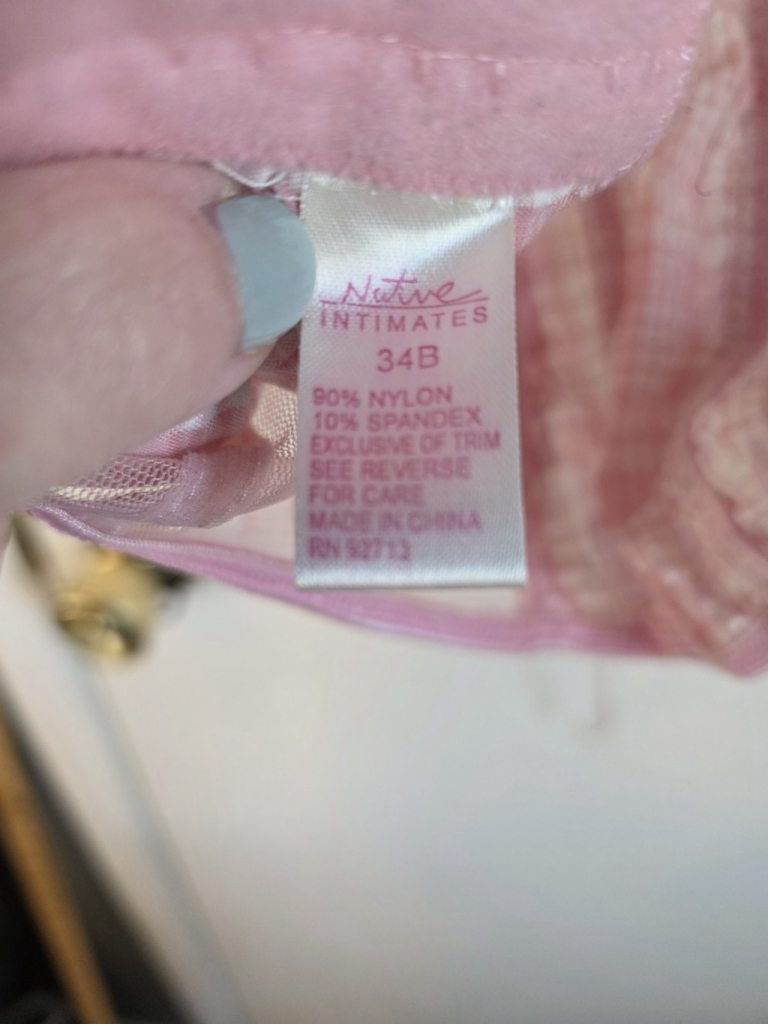 Native
INTIMATES
34B
90% NYLON
10% SPANDEX
EXCLUSIVE OF TRIM
SEE REVERSE
FOR CARE
MADE IN CHINA
RN 92713